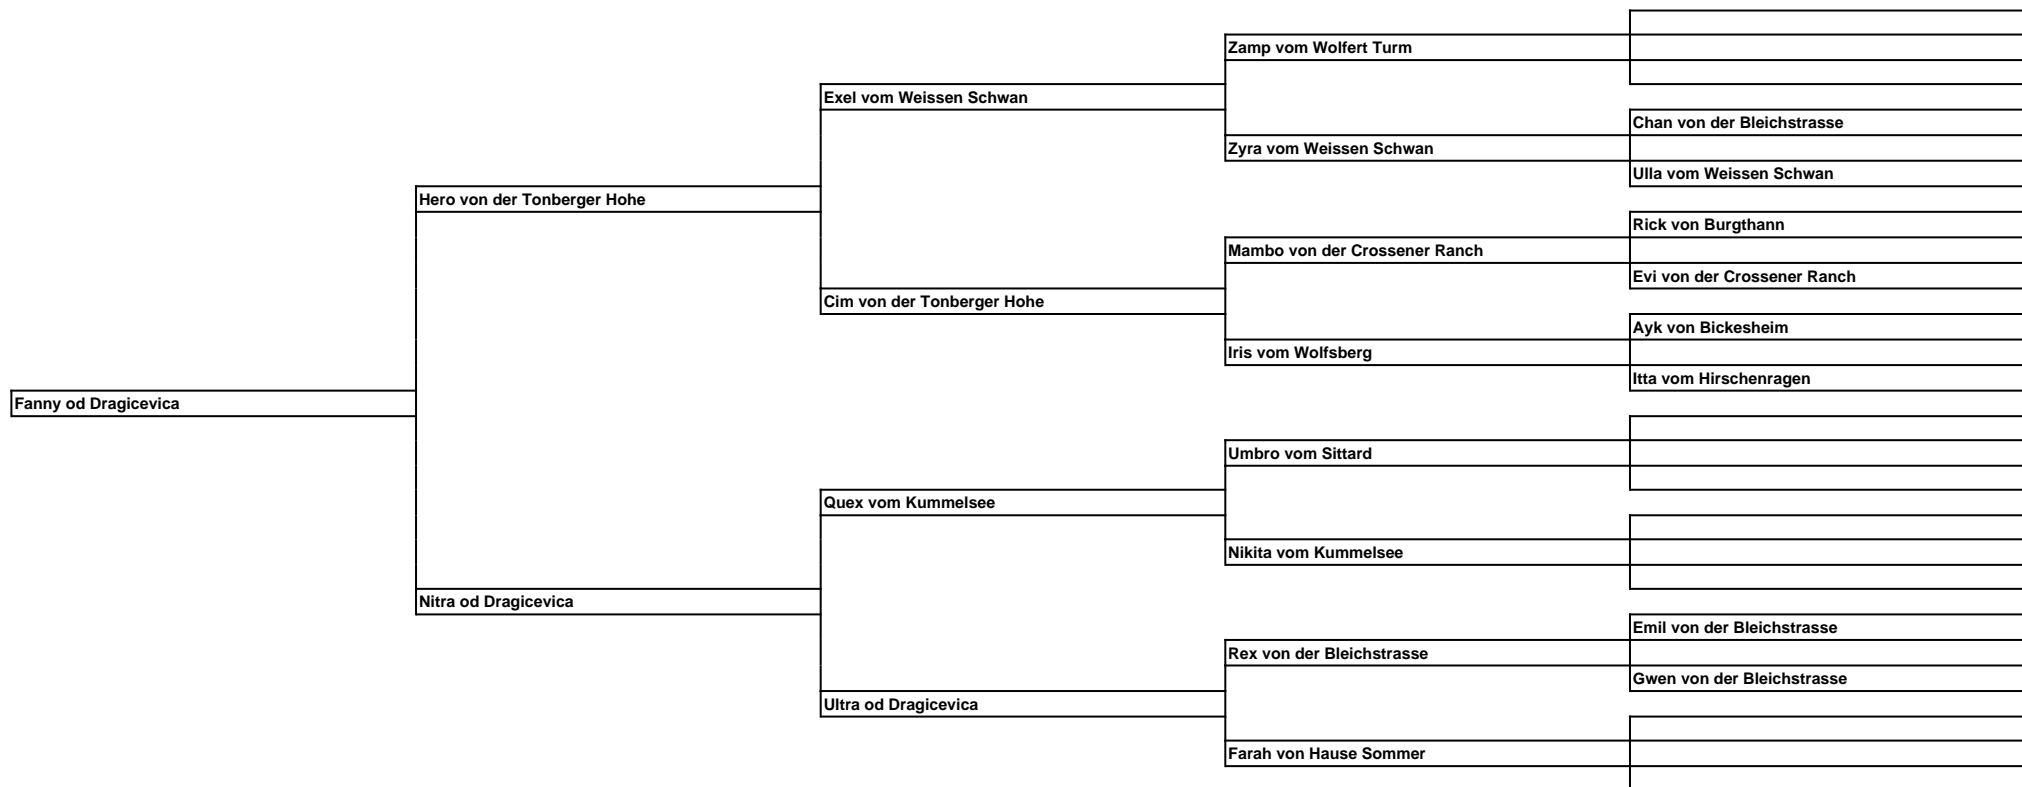 Zamp vom Wolfert Turm
Exel vom Weissen Schwan
Chan von der Bleichstrasse
Zyra vom Weissen Schwan
Ulla vom Weissen Schwan
Hero von der Tonberger Hohe
Rick von Burgthann
Mambo von der Crossener Ranch
Evi von der Crossener Ranch
Cim von der Tonberger Hohe
Ayk von Bickesheim
Iris vom Wolfsberg
Itta vom Hirschenragen
Fanny od Dragicevica
Umbro vom Sittard
Quex vom Kummelsee
Nikita vom Kummelsee
Nitra od Dragicevica
Emil von der Bleichstrasse
Rex von der Bleichstrasse
Gwen von der Bleichstrasse
Ultra od Dragicevica
Farah von Hause Sommer